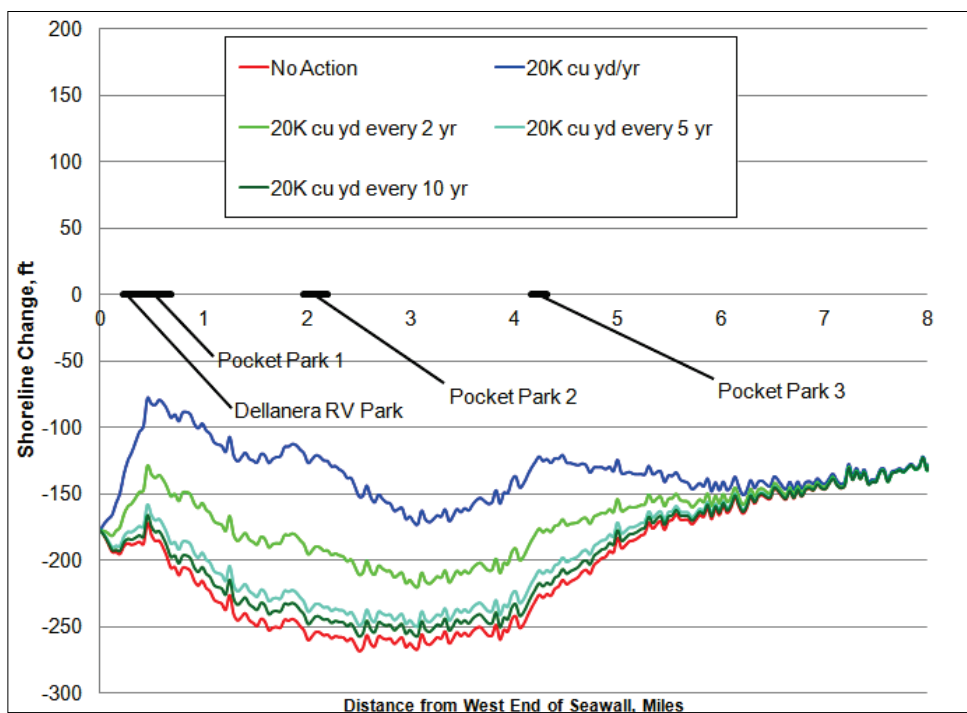 200
150
100
50
0
-50
-100
-150
-200
-250
-300
Shoreline Change, ft
No Action
20K cu yd/yr
20K cu yd every 2 yr
20K cu yd every 5 yr
20K cu yd every 10 yr
0 1 2 3 4 5 6 7 8
Pocket Park 1
Dellanera RV Park
Pocket Park 2
Pocket Park 3
Distance from West End of Seawall, Miles